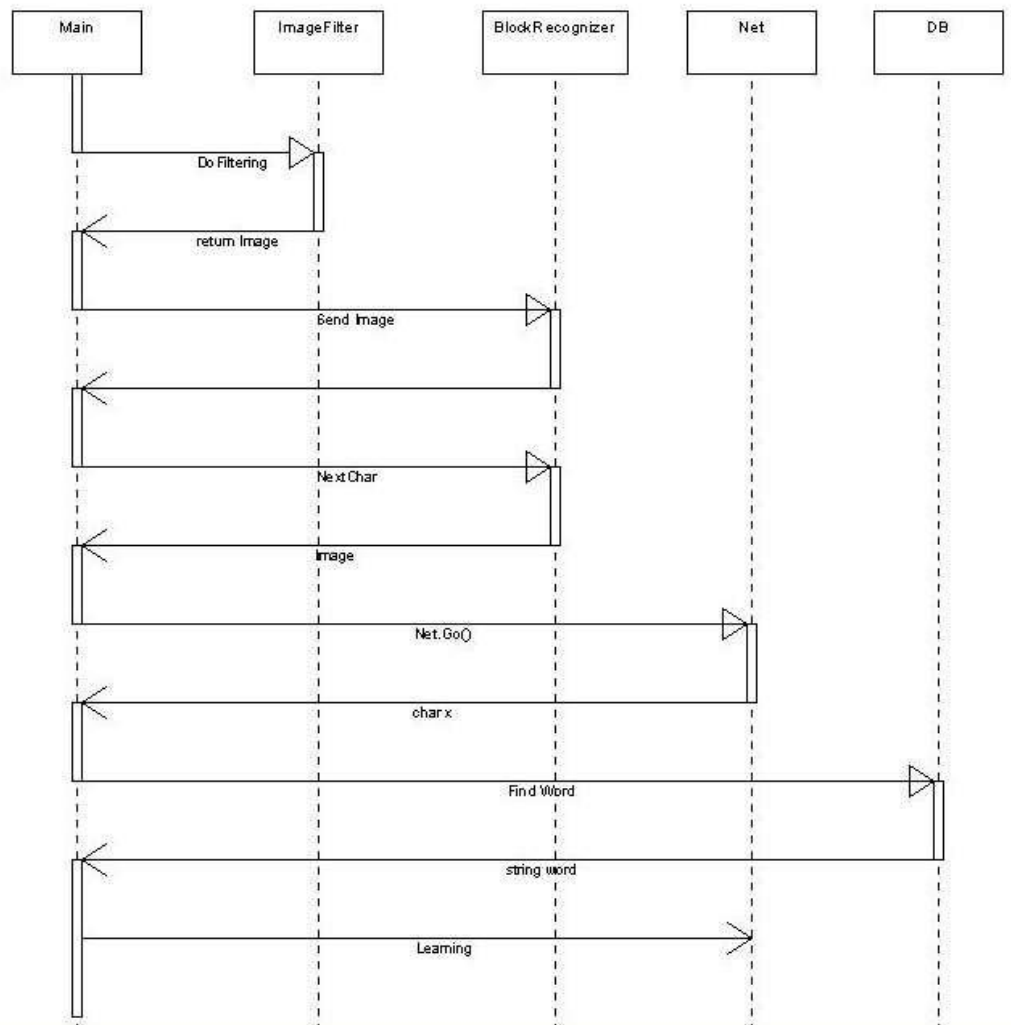 Main
ImageFilter
BlockRecognizer
Net
DB
Do Filtering
return Image
Send Image
NextChar
Image
Net.Go()
char x
Find Word
string word
Learning